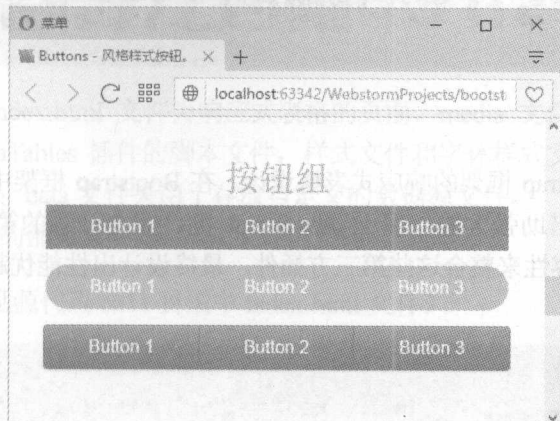 菜单
Buttons - 风格样式按钮。
localhost:63342/WebstormProjects/bootst
按钮组
Button 1 Button 2 Button 3
Button 1 Button 2 Button 3
Button 1 Button 2 Button 3